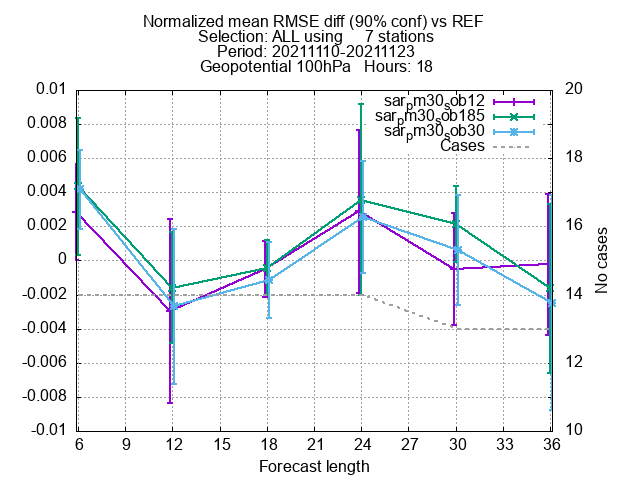 Normalized mean RMSE diff (90% conf) vs REF
Selection: ALL using 7 stations
Period: 20211110-20211123
Geopotential 100hPa Hours: 18
sarpm30sob12
sarpm30sob185
sarpm30sob30
Cases
0.01
0.008
0.006
0.004
0.002
0
-0.002
-0.004
-0.006
-0.008
-0.01
20
18
16
14
12
10
No cases
6 9 12 15 18 21 24 27 30 33 36
Forecast length